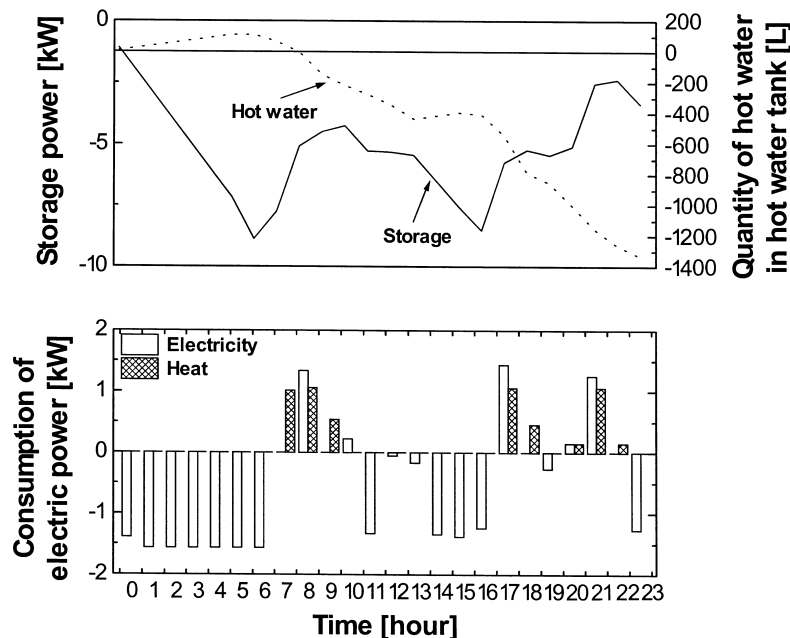 Storage power [kW]
0
-5
-10
Hot water
Storage
200
0
-200
-400
-600
-800
-1000
-1200
-1400
Quantity of hot water
in hot water tank [L]
Consumption of
electric power [kW]
2
1
0
-1
-2
Electricity
Heat
0 1 2 3 4 5 6 7 8 9 10 11 12 13 14 15 16 17 18 19 20 21 22 23
Time [hour]